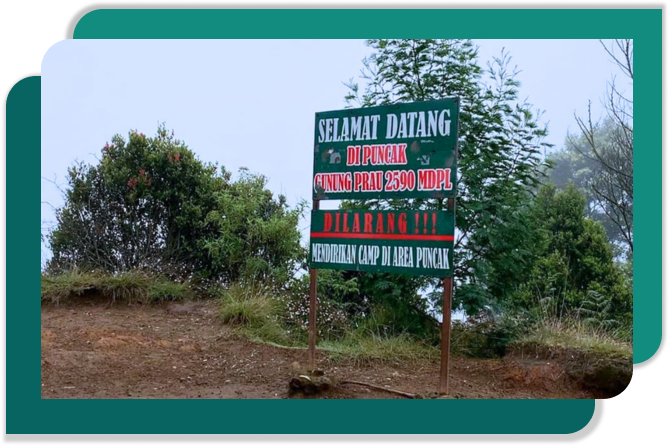 SELAMAT DATANG
DI PUNCAK
GUNUNG PRAU 2590 MDPL
DILARANG !!!
MENDIRIKAN CAMP DI AREA PUNCAK